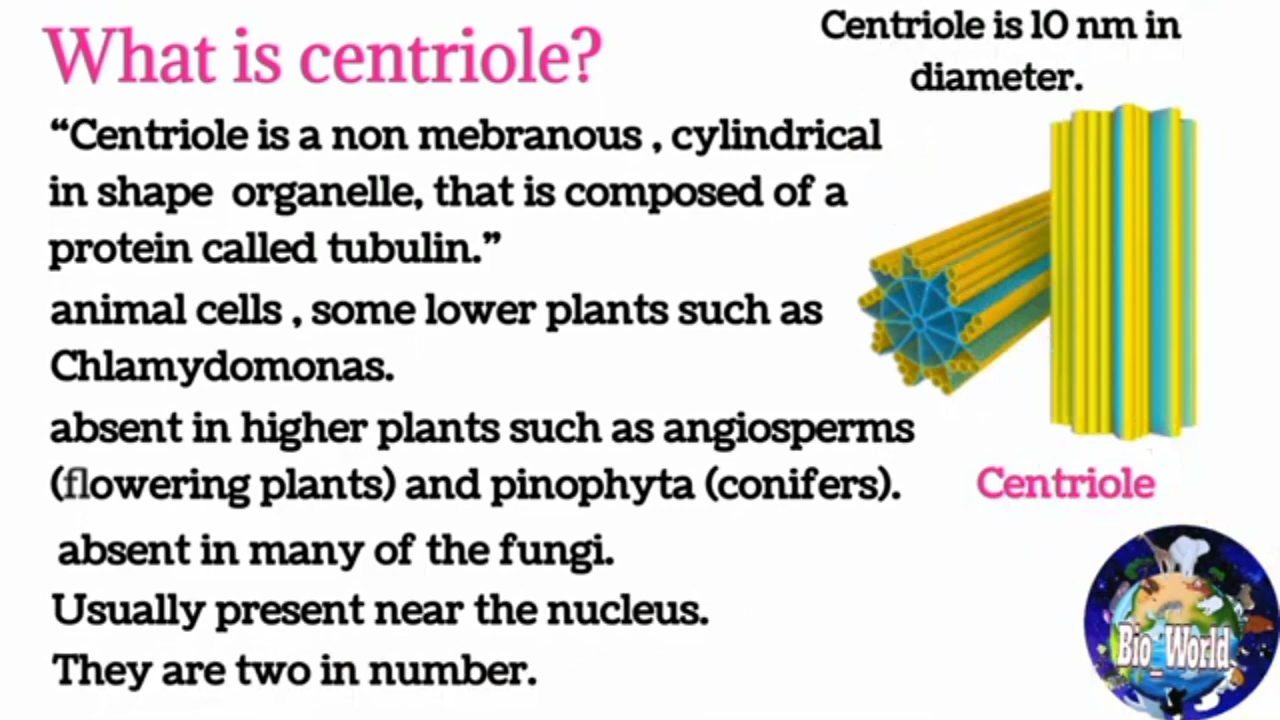 What is centriole?
Centriole is 10 nm in
diameter.
“Centriole is a non mebranous , cylindrical
in shape organelle, that is composed of a
protein called tubulin.”
animal cells , some lower plants such as
Chlamydomonas.
absent in higher plants such as angiosperms
(flowering plants) and pinophyta (conifers).
absent in many of the fungi.
Usually present near the nucleus.
They are two in number.
Centriole
Bio_World